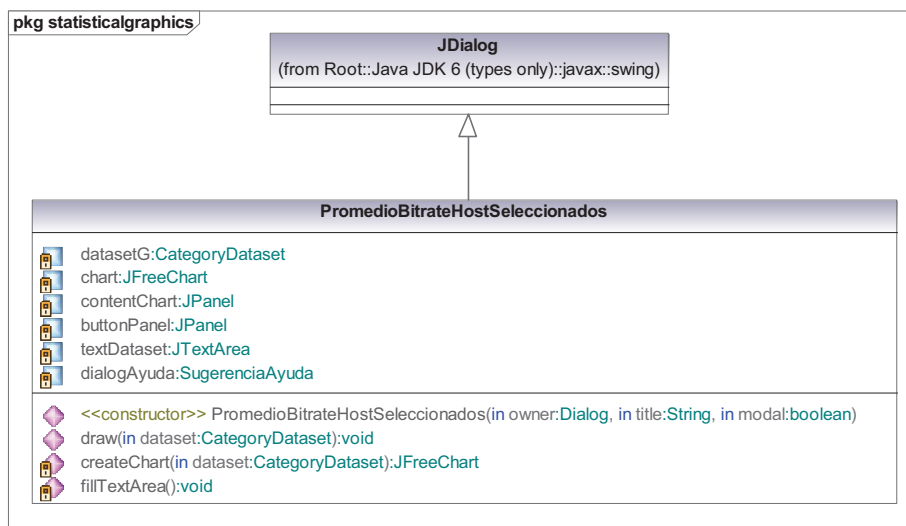 pkg statisticalgraphics
JDialog
(from Root::Java JDK 6 (types only)::javax::swing)
PromedioBitrateHostSeleccionados
datasetG:CategoryDataset
chart:JFreeChart
contentChart:JPanel
buttonPanel:JPanel
textDataset:JTextArea
dialogAyuda:SugerenciaAyuda
<<constructor>> PromedioBitrateHostSeleccionados(in owner:Dialog, in title:String, in modal:boolean)
draw(in dataset:CategoryDataset):void
createChart(in dataset:CategoryDataset):JFreeChart
fillTextArea():void